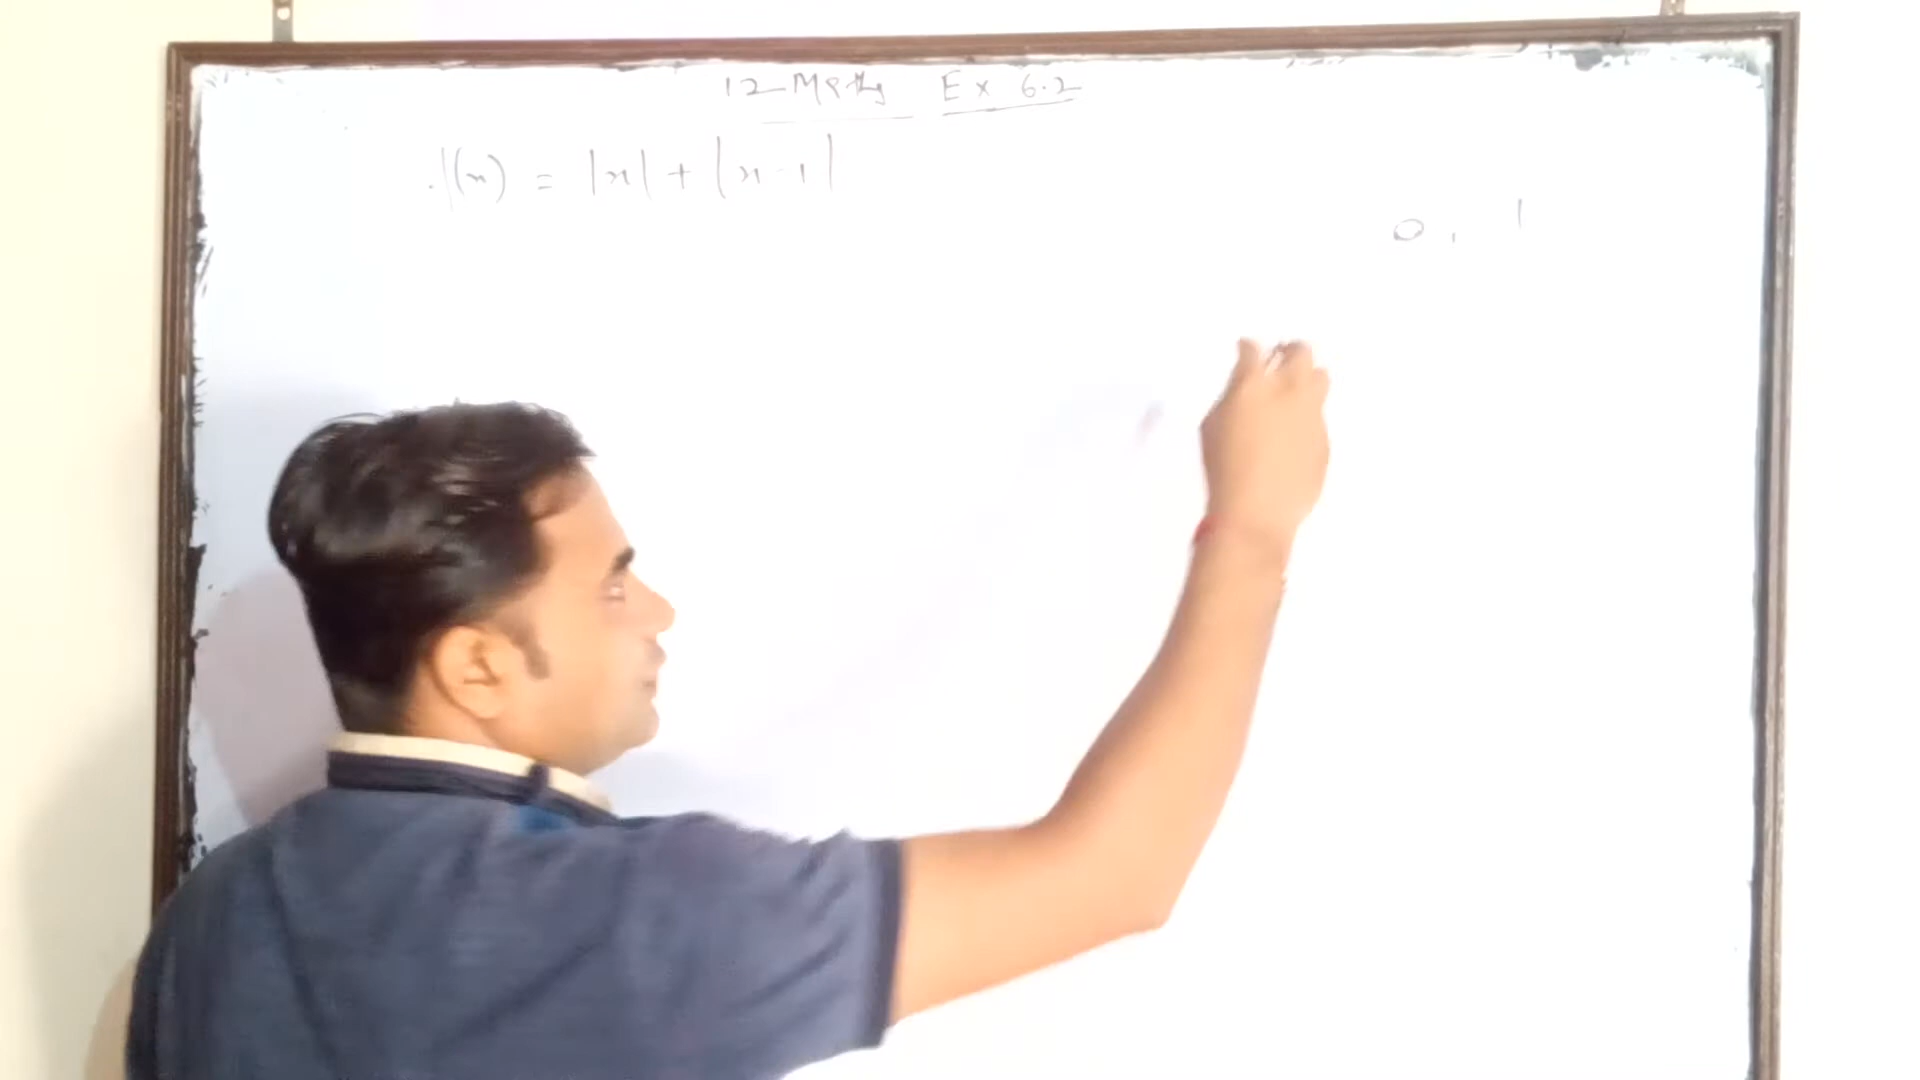 12 Maths Ex 6.2
f(x) = |x| + |x-1|
0, 1